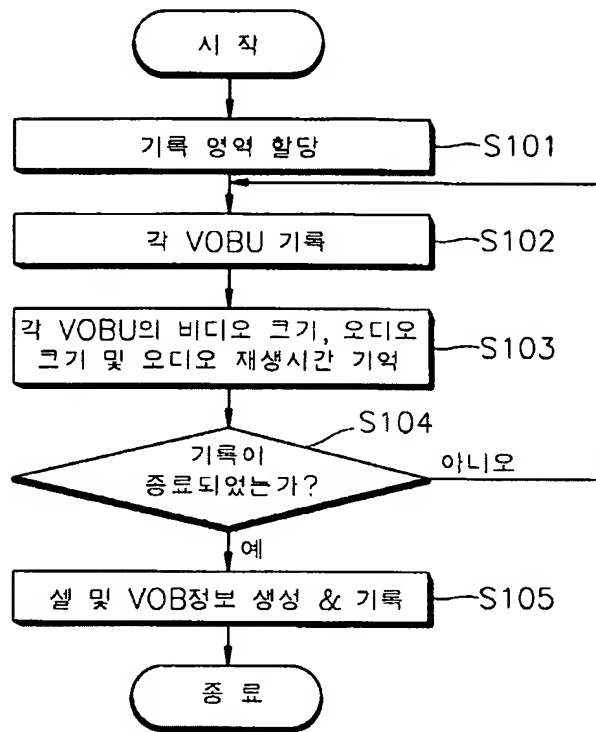 시 작
기록 영역 할당
S101
각 VOBU 기록
S102
각 VOBU의 비디오 크기, 오디오
크기 및 오디오 재생시간 기억
S103
S104
기록이
종료되었는가?
아니오
예
셀 및 VOB정보 생성 & 기록
S105
종 료